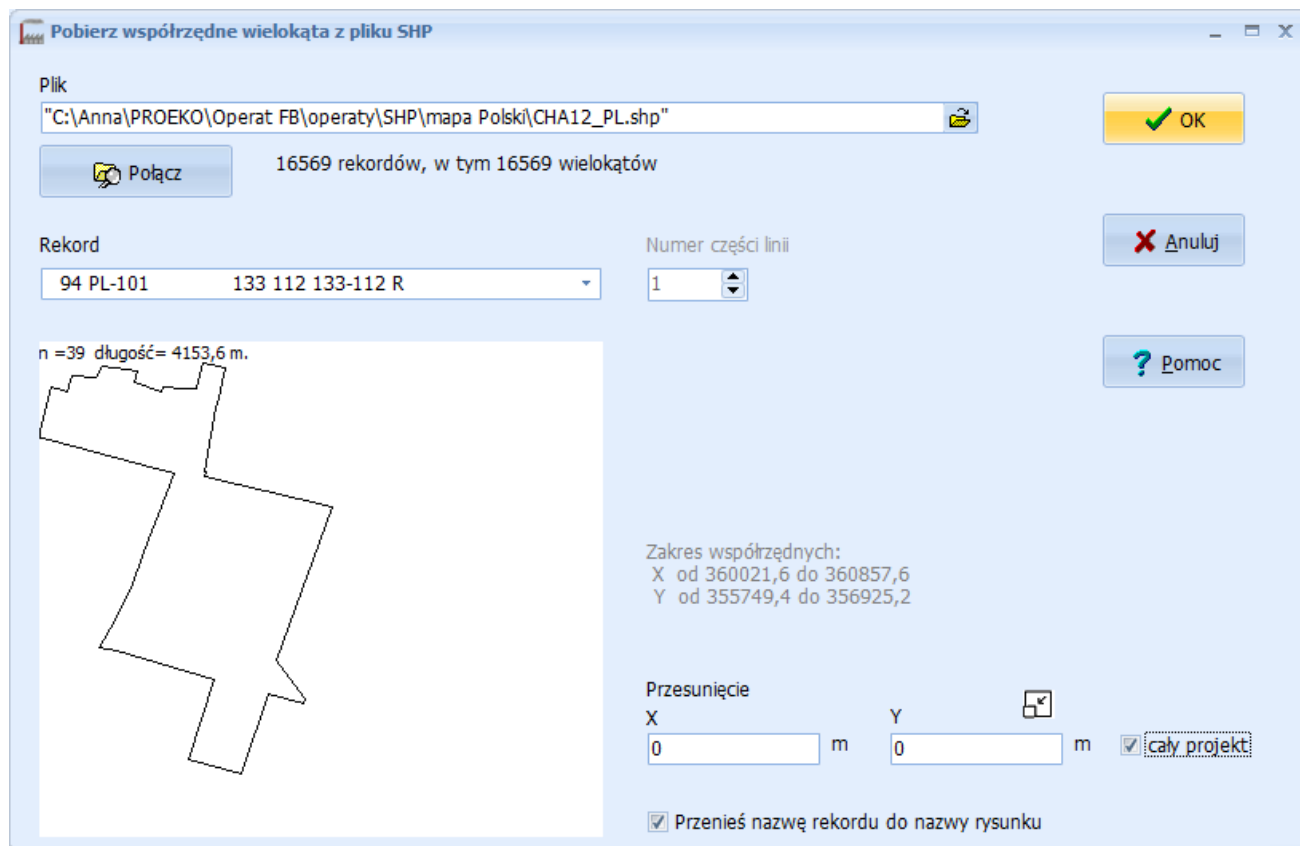 Pobierz współrzędne wielokąta z pliku SHP
Plik
"C:\Anna\PROEKO\Operat FB\operaty\SHP\mapa Polski\CHA12_PL.shp"
OK
Połącz
16569 rekordów, w tym 16569 wielokątów
Rekord
Numer części linii
Anuluj
94 PL-101 133 112 133-112 R
1
n =39 długość= 4153,6 m.
Pomoc
Zakres współrzędnych:
X od 360021,6 do 360857,6
Y od 355749,4 do 356925,2
Przesunięcie
X
Y
0
m
0
m
cały projekt
Przenieś nazwę rekordu do nazwy rysunku